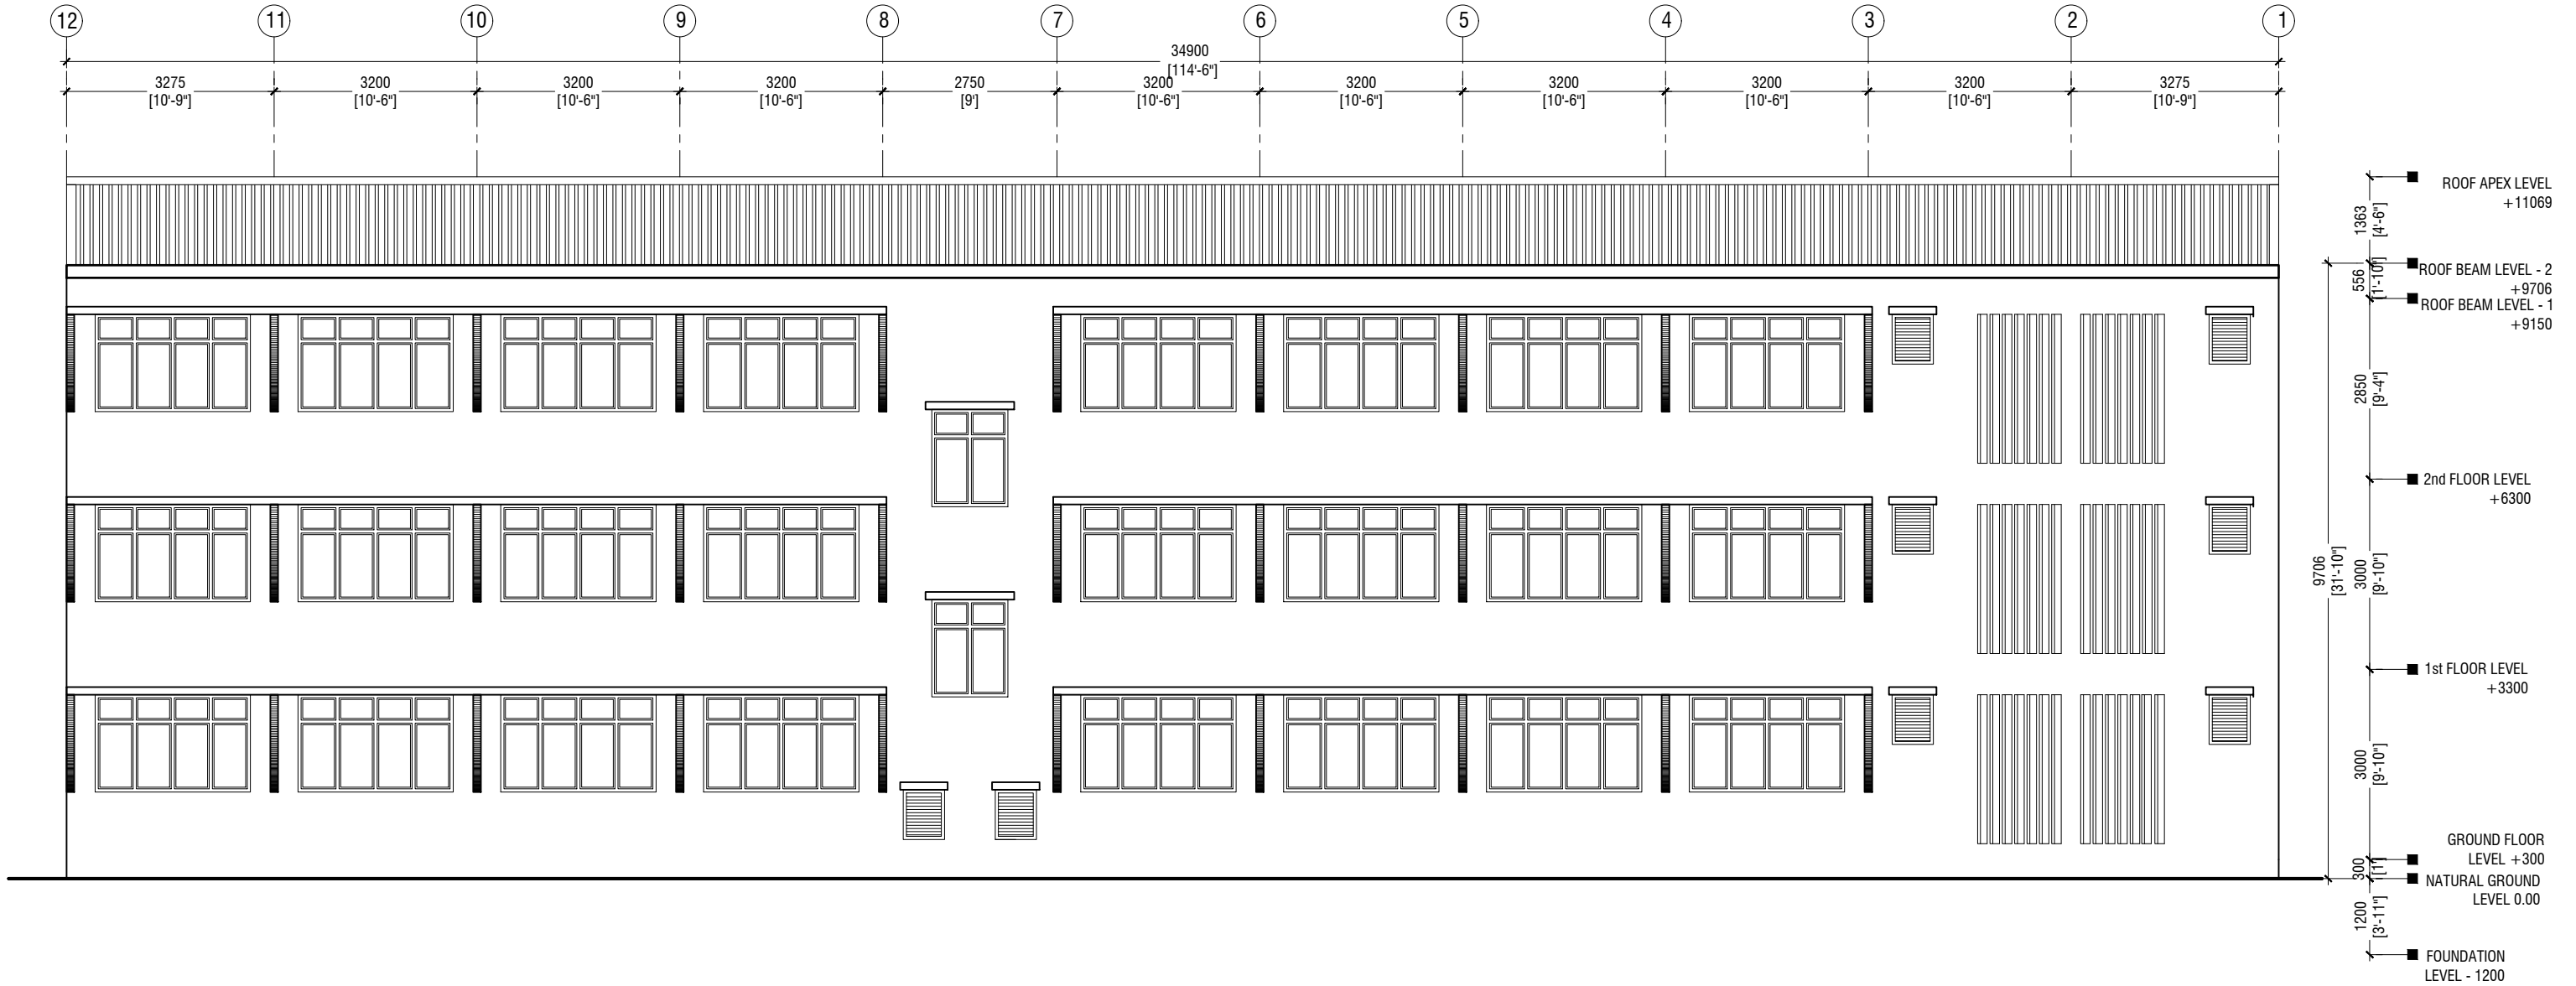 12 11 10 9 8 7 6 5 4 3 2 1
34900
[114'-6"]
3275 3200 3200 3200 2750 3200 3200 3200 3200 3200 3275
[10'-9"] [10'-6"] [10'-6"] [10'-6"] [9'] [10'-6"] [10'-6"] [10'-6"] [10'-6"] [10'-6"] [10'-9"]
ROOF APEX LEVEL
+11069
1363
[4'-6"]
ROOF BEAM LEVEL - 2
+9706
556
[1'-10"]
ROOF BEAM LEVEL - 1
+9150
2850
[9'-4"]
2nd FLOOR LEVEL
+6300
9706
[31'-10"]
3000
[9'-10"]
1st FLOOR LEVEL
+3300
3000
[9'-10"]
GROUND FLOOR
LEVEL +300
300
[1']
NATURAL GROUND
LEVEL 0.00
1200
[3'-11"]
FOUNDATION
LEVEL - 1200